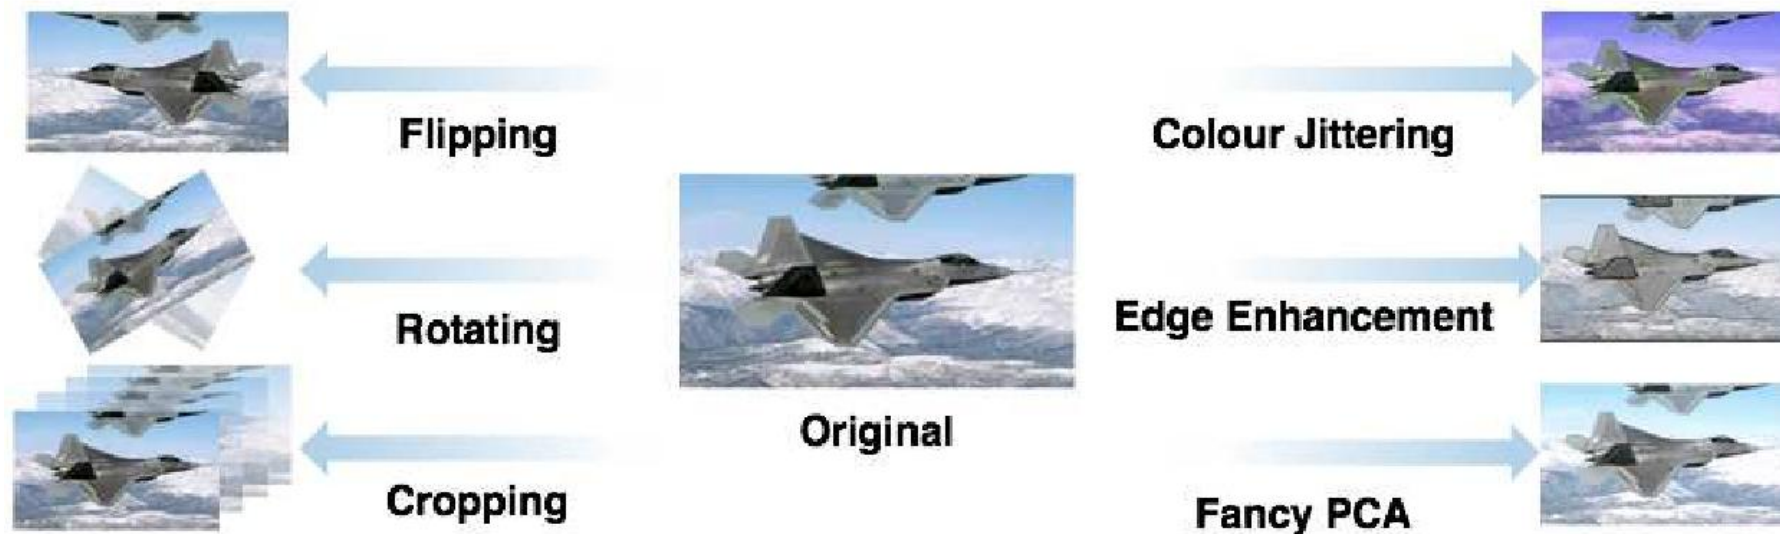 Flipping
Colour Jittering
Rotating
Edge Enhancement
Original
Cropping
Fancy PCA